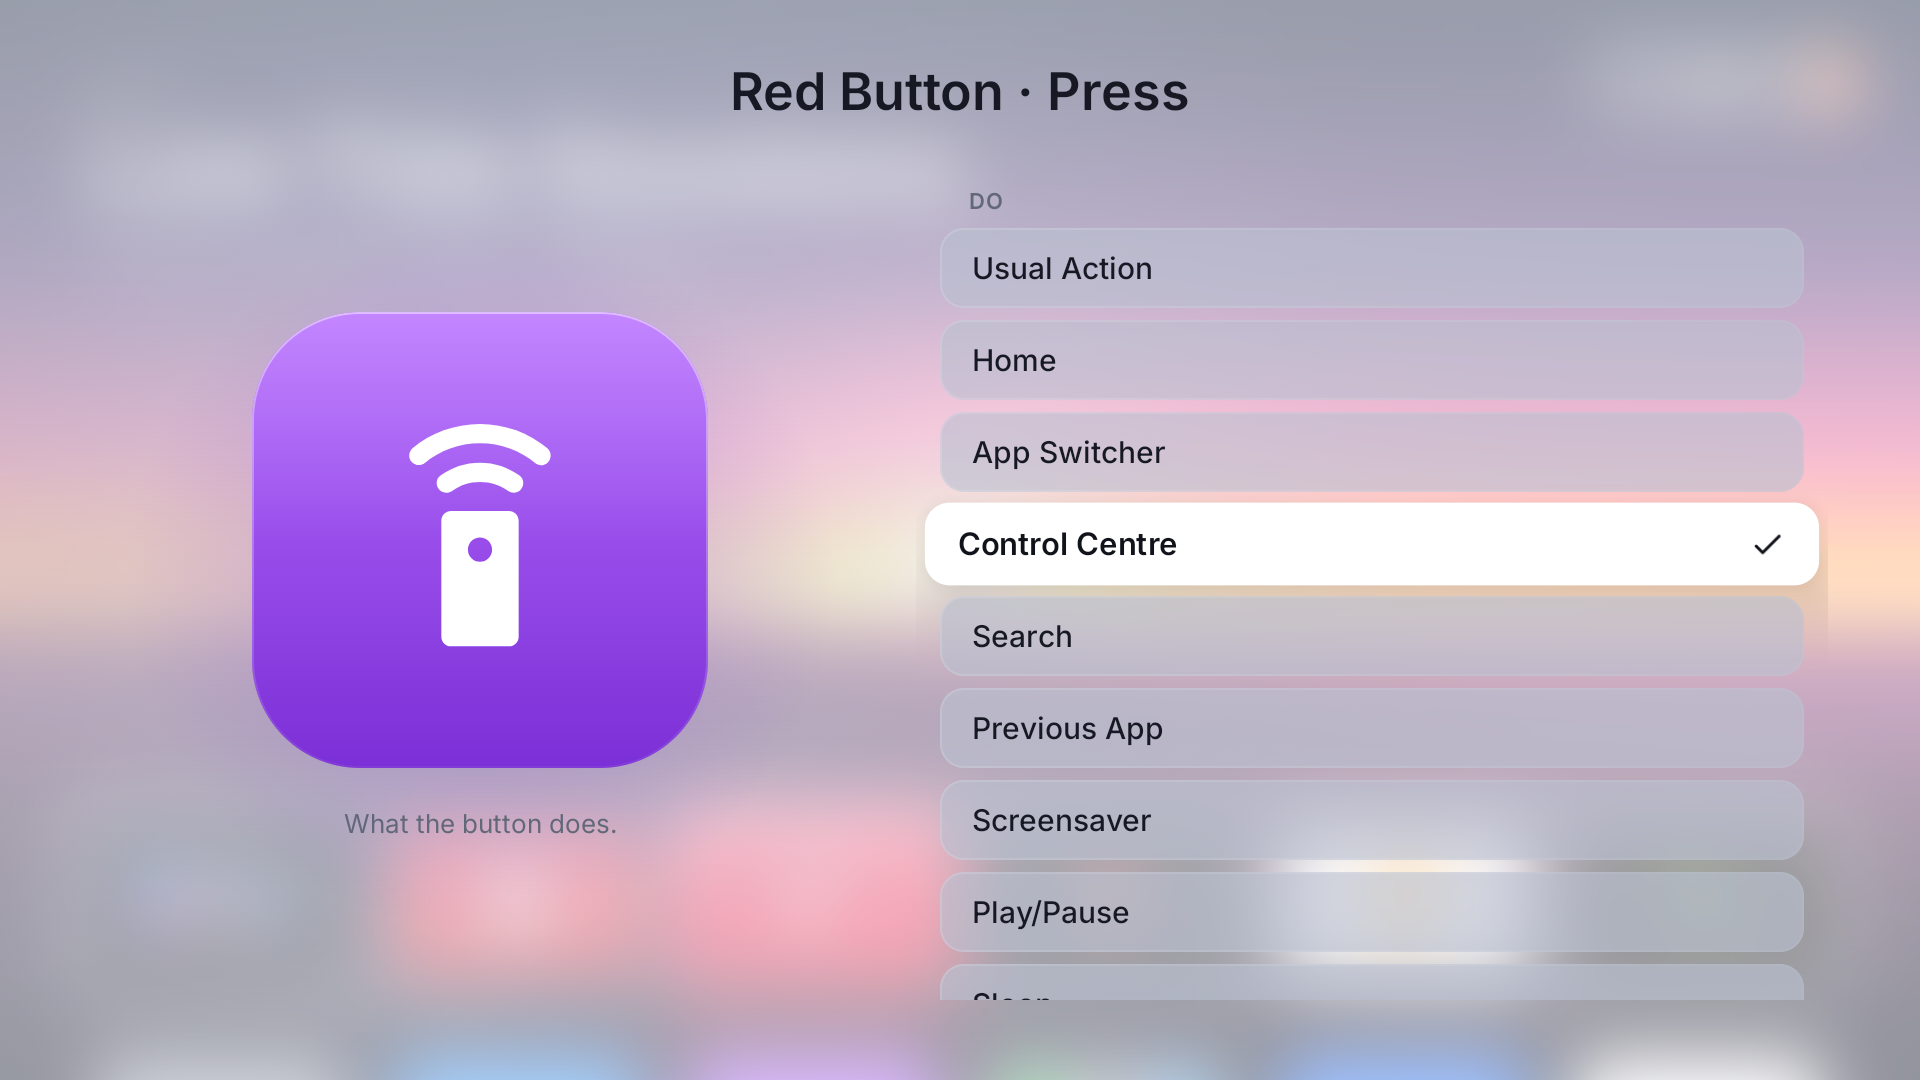 Red Button · Press
DO
Usual Action
Home
App Switcher
Control Centre
Search
Previous App
Screensaver
Play/Pause
What the button does.